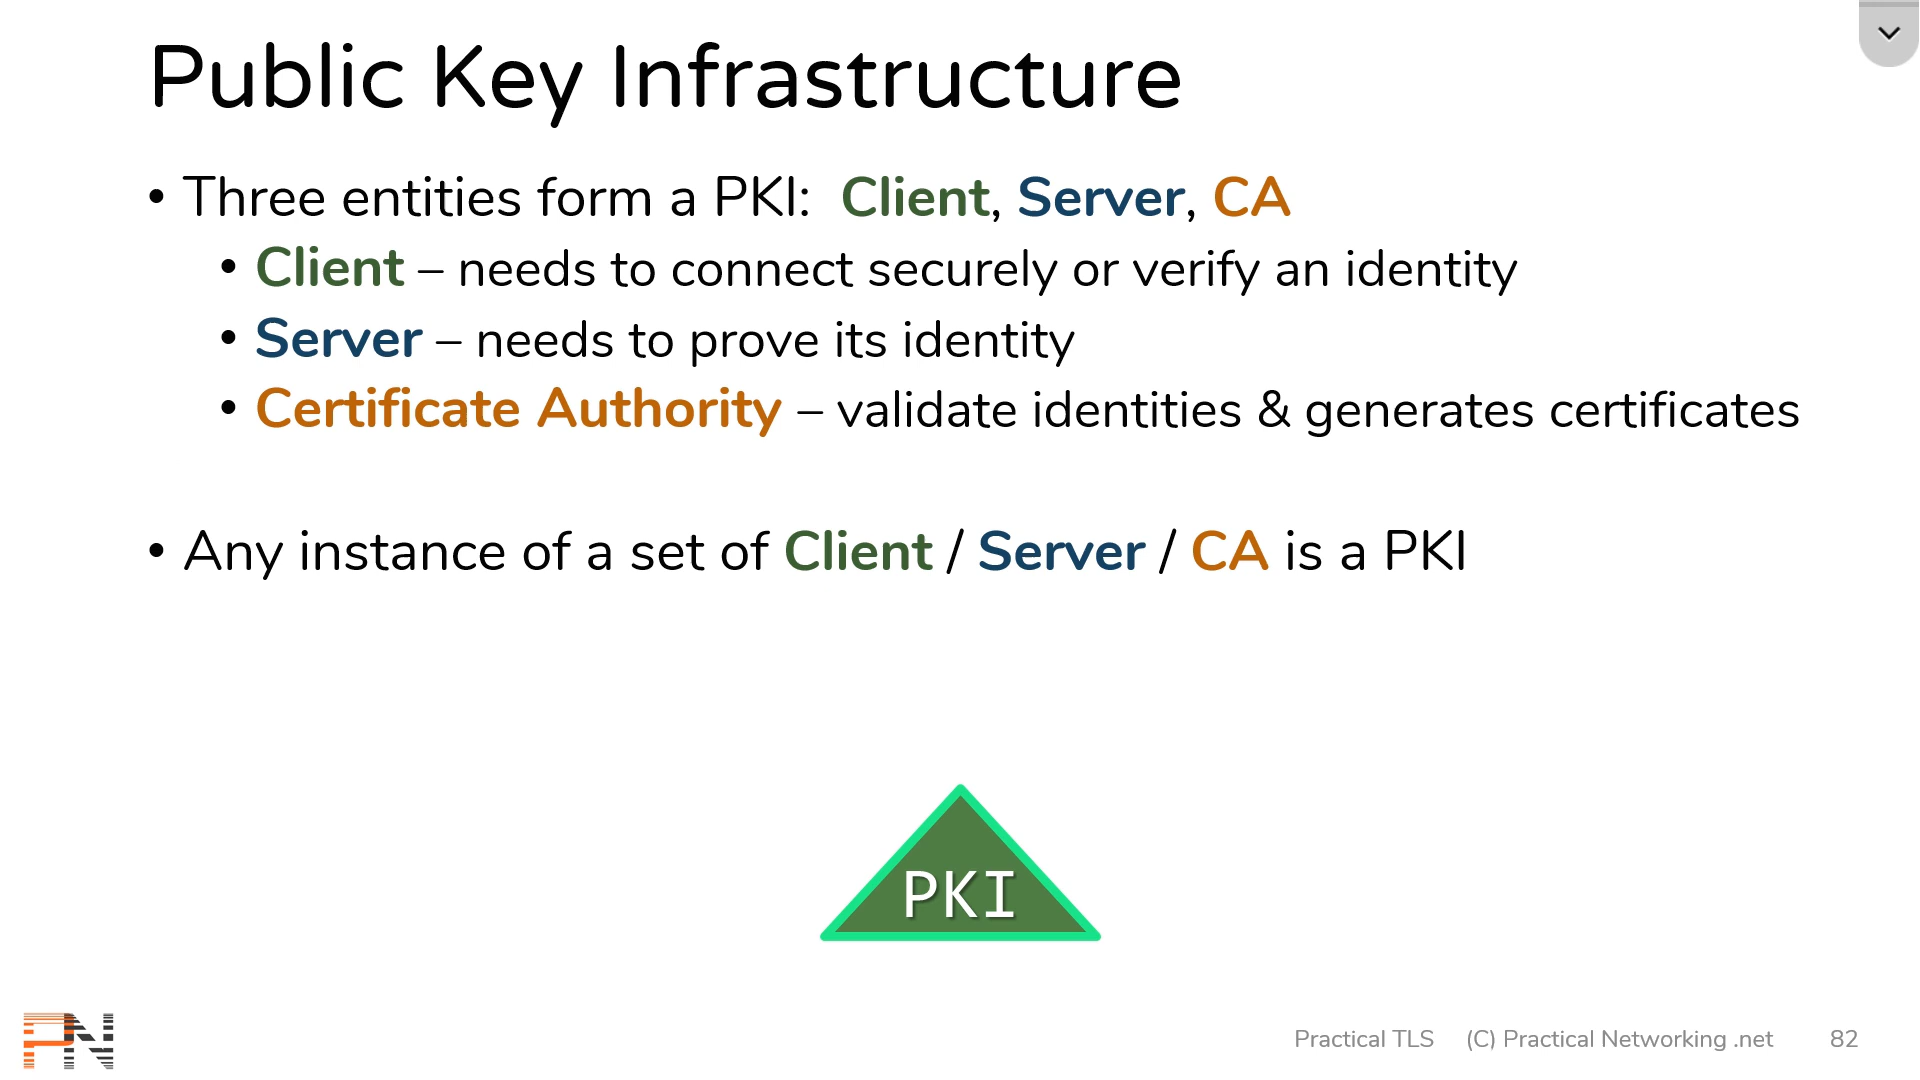 Public Key Infrastructure
• Three entities form a PKI:  Client, Server, CA
• Client – needs to connect securely or verify an identity
• Server – needs to prove its identity
• Certificate Authority – validate identities & generates certificates
• Any instance of a set of Client / Server / CA is a PKI
PKI
PN
Practical TLS (C) Practical Networking .net 82